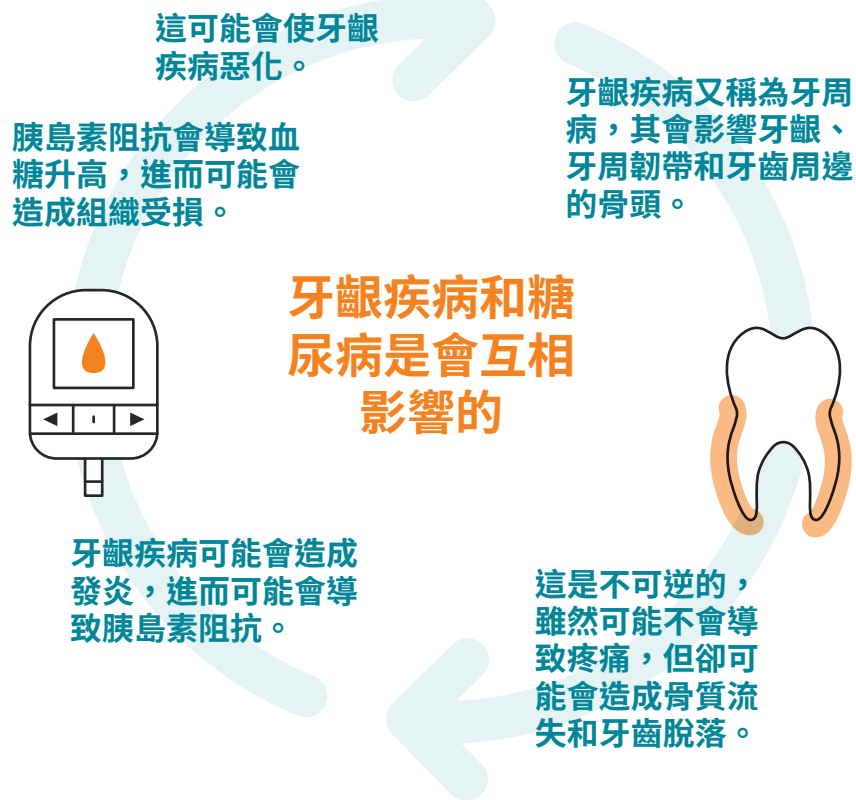 牙齦疾病和糖
尿病是會互相
影響的
牙齦疾病又稱為牙周
病，其會影響牙齦、
牙周韌帶和牙齒周邊
的骨頭。
這是不可逆的，
雖然可能不會導
致疼痛，但卻可
能會造成骨質流
失和牙齒脫落。
牙齦疾病可能會造成
發炎，進而可能會導
致胰島素阻抗。
胰島素阻抗會導致血
糖升高，進而可能會
造成組織受損。
這可能會使牙齦
疾病惡化。